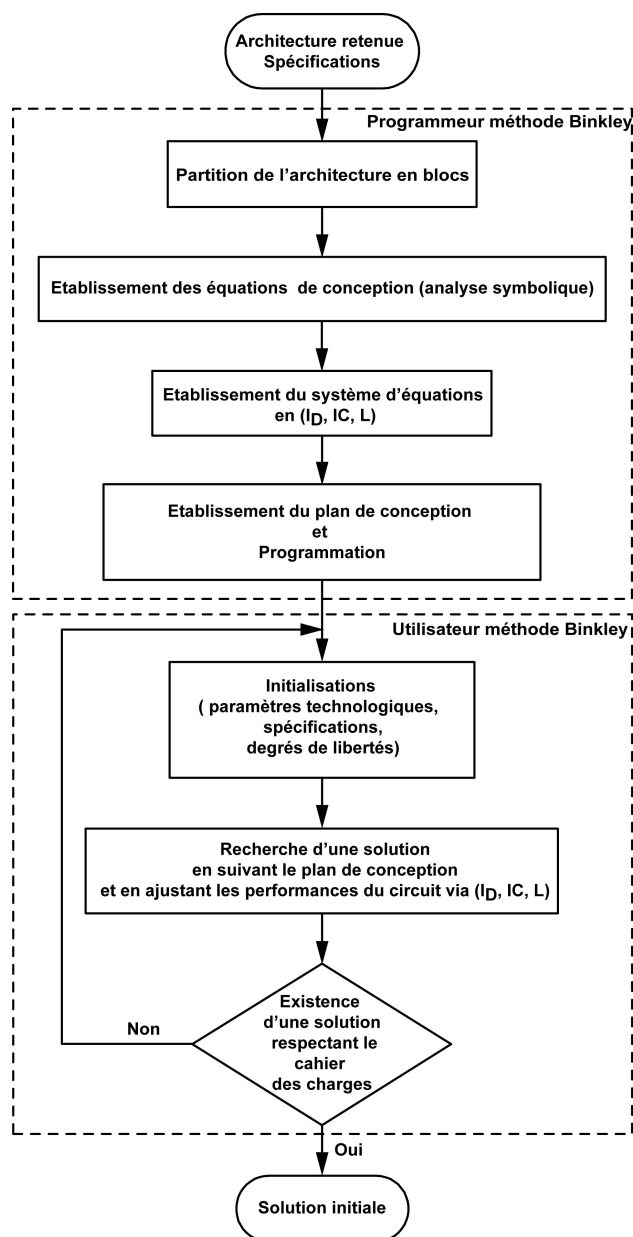 Architecture retenue
Spécifications
Programmeur méthode Binkley
Partition de l'architecture en blocs
Etablissement des équations de conception (analyse symbolique)
Etablissement du système d'équations
en (ID, IC, L)
Etablissement du plan de conception
et
Programmation
Utilisateur méthode Binkley
Initialisations
( paramètres technologiques,
spécifications,
degrés de libertés)
Recherche d'une solution
en suivant le plan de conception
et en ajustant les performances du circuit via (ID, IC, L)
Existence
d'une solution
respectant le
cahier
des charges
Non
Oui
Solution initiale